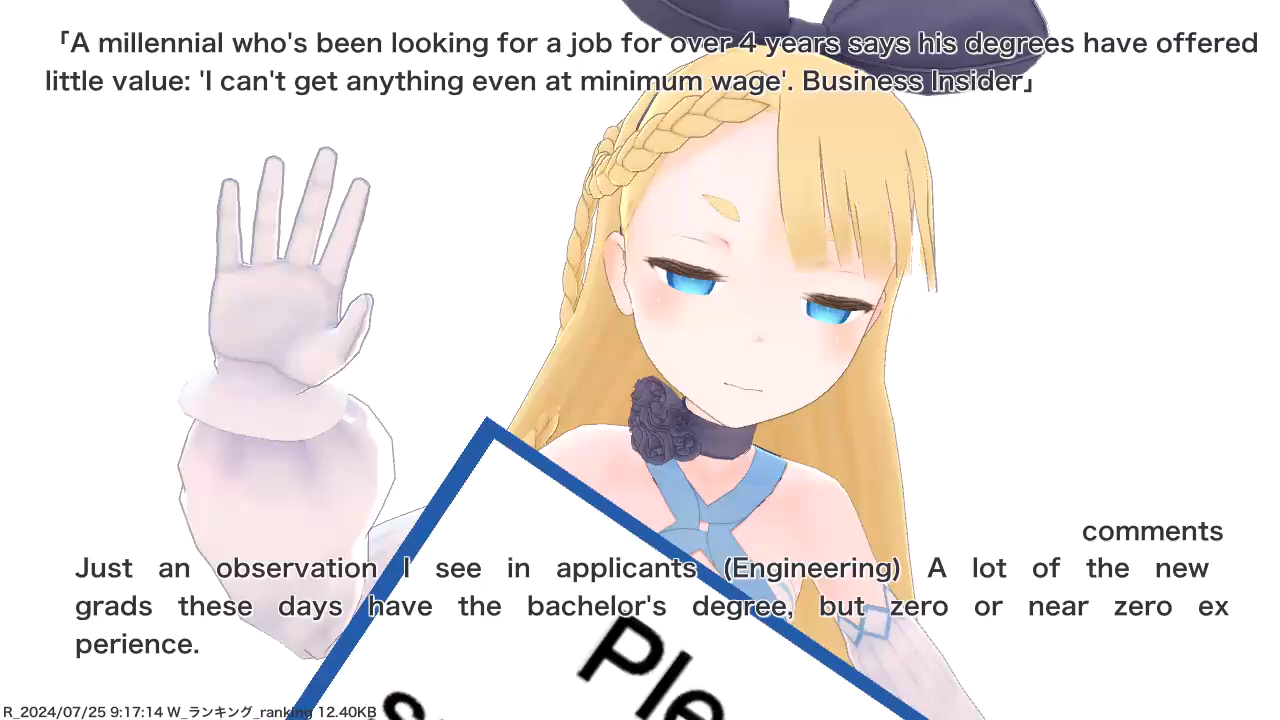 「A millennial who's been looking for a job for over 4 years says his degrees have offered
little value: 'I can't get anything even at minimum wage'. Business Insider」
comments
Just an observation I see in applicants (Engineering) A lot of the new
grads these days have the bachelor's degree, but zero or near zero ex
perience.
Ple
s
R_2024/07/25 9:17:14 W_ランキング_ranking 12.40KB